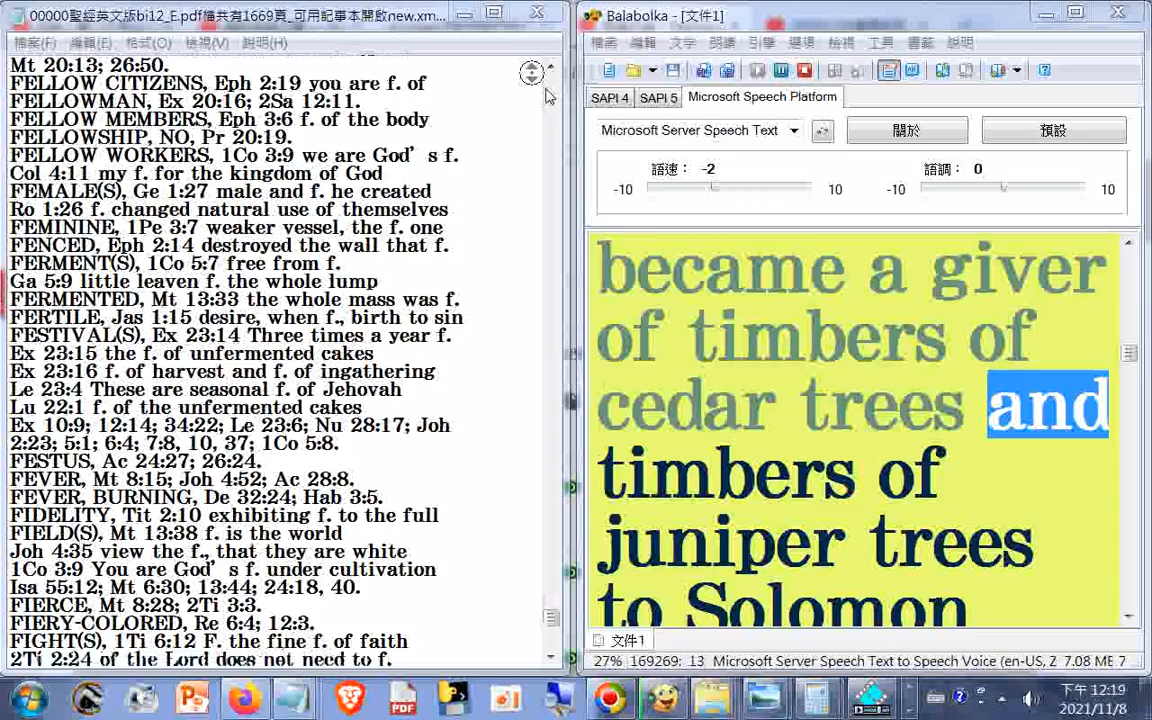 00000聖經英文版bi12_E.pdf檔共有1669頁_可用記事本開啟new.xm...
檔案(F) 編輯(E) 格式(O) 檢視(V) 說明(H)
Mt 20:13; 26:50.
FELLOW CITIZENS, Eph 2:19 you are f. of
FELLOWMAN, Ex 20:16; 2Sa 12:11.
FELLOW MEMBERS, Eph 3:6 f. of the body
FELLOWSHIP, NO, Pr 20:19.
FELLOW WORKERS, 1Co 3:9 we are God’s f.
Col 4:11 my f. for the kingdom of God
FEMALE(S), Ge 1:27 male and f. he created
Ro 1:26 f. changed natural use of themselves
FEMININE, 1Pe 3:7 weaker vessel, the f. one
FENCED, Eph 2:14 destroyed the wall that f.
FERMENT(S), 1Co 5:7 free from f.
Ga 5:9 little leaven f. the whole lump
FERMENTED, Mt 13:33 the whole mass was f.
FERTILE, Jas 1:15 desire, when f., birth to sin
FESTIVAL(S), Ex 23:14 Three times a year f.
Ex 23:15 the f. of unfermented cakes
Ex 23:16 f. of harvest and f. of ingathering
Le 23:4 These are seasonal f. of Jehovah
Lu 22:1 f. of the unfermented cakes
Ex 10:9; 12:14; 34:22; Le 23:6; Nu 28:17; Joh
2:23; 5:1; 6:4; 7:8, 10, 37; 1Co 5:8.
FESTUS, Ac 24:27; 26:24.
FEVER, Mt 8:15; Joh 4:52; Ac 28:8.
FEVER, BURNING, De 32:24; Hab 3:5.
FIDELITY, Tit 2:10 exhibiting f. to the full
FIELD(S), Mt 13:38 f. is the world
Joh 4:35 view the f., that they are white
1Co 3:9 You are God’s f. under cultivation
Isa 55:12; Mt 6:30; 13:44; 24:18, 40.
FIERCE, Mt 8:28; 2Ti 3:3.
FIERY-COLORED, Re 6:4; 12:3.
FIGHT(S), 1Ti 6:12 F. the fine f. of faith
2Ti 2:24 of the Lord does not need to f.
Balabolka - [文件1]
檔案 編輯 文字 朗讀 引擎 選項 檢視 工具 書籤 說明
SAPI 4 SAPI 5 Microsoft Speech Platform
Microsoft Server Speech Text 關於 預設
語速： -2 語調： 0
-10 10 -10 10
became a giver
of timbers of
cedar trees and
timbers of
juniper trees
to Solomon
文件1
27% 169269: 13 Microsoft Server Speech Text to Speech Voice (en-US, Z 7.08 ME 7
PDF
下午 12:19
2021/11/8